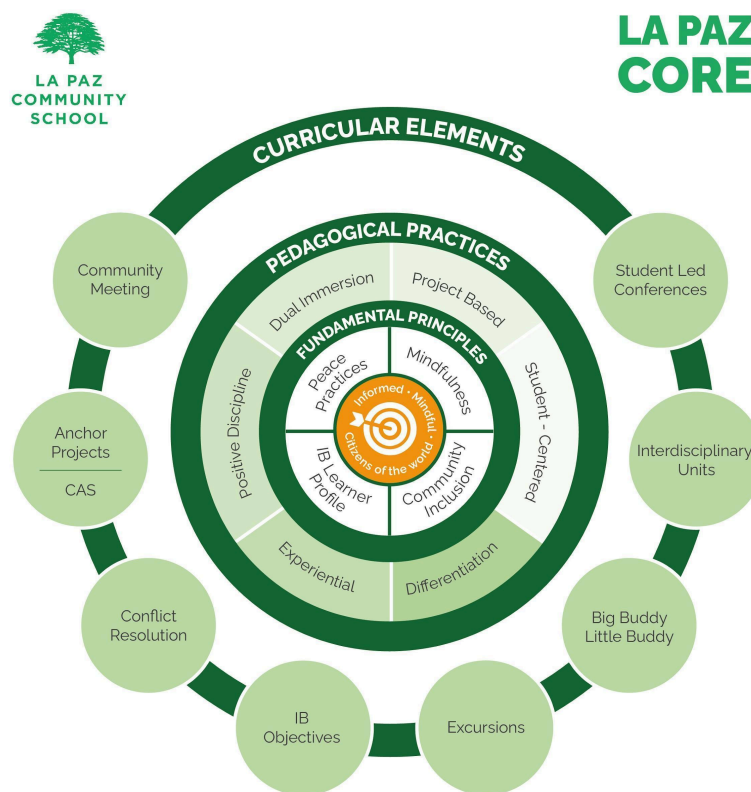 LA PAZ
COMMUNITY
SCHOOL
LA PAZ
CORE
CURRICULAR ELEMENTS
Community
Meeting
Student Led
Conferences
Anchor
Projects
CAS
Interdisciplinary
Units
Conflict
Resolution
Big Buddy
Little Buddy
IB
Objectives
Excursions
PEDAGOGICAL PRACTICES
Dual Immersion
Project Based
Positive Discipline
Student - Centered
Experiential
Differentiation
FUNDAMENTAL PRINCIPLES
Peace
Practices
Mindfulness
IB Learner
Profile
Community
Inclusion
Informed • Mindful •
Citizens of the world •